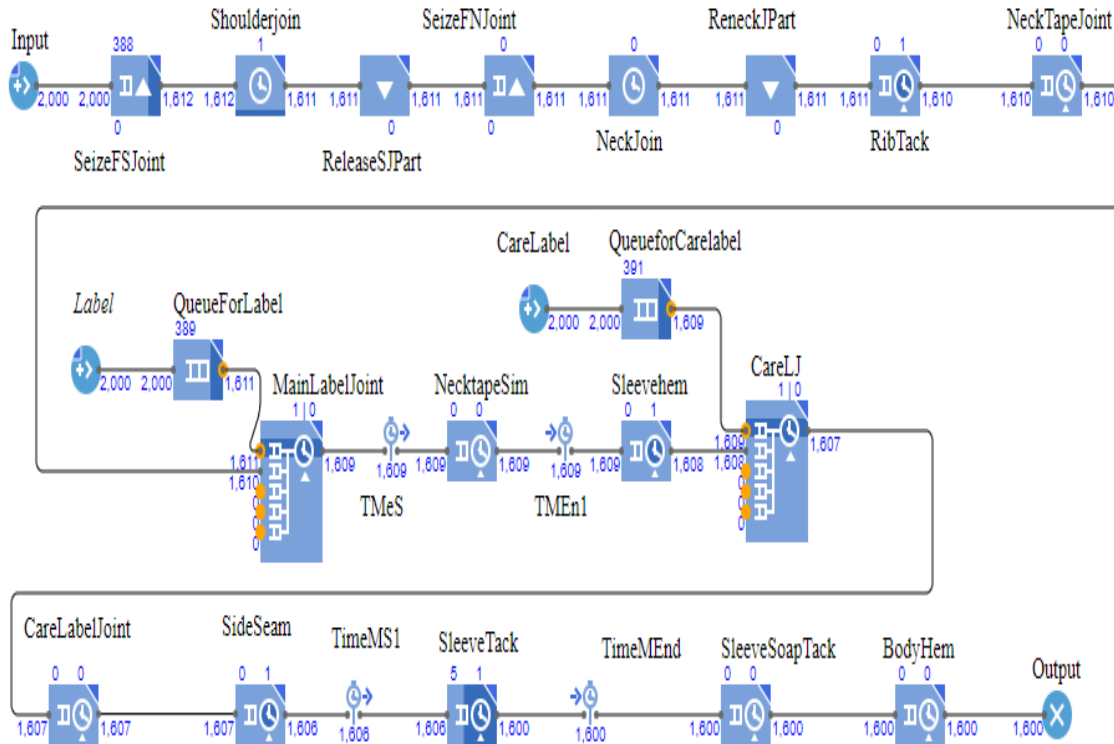 Shoulderjoin SeizeFNJoint ReneckJPart NeckTapeJoint
Input 388 1 0 0 0 1 0 0
2,000 2,000 1,612 1,612 1,611 1,611 1,611 1,611 1,611 1,611 1,611 1,611 1,611 1,611 1,610 1,610 1,610
0 0 0 0
SeizeFSJoint ReleaseSJPart NeckJoin RibTack
CareLabel QueueforCarelabel
391
2,000 2,000 1,609
Label QueueForLabel
389
2,000 2,000 1,611
MainLabelJoint NecktapeSim Sleevehem CareLJ
1 | 0 0 0 0 1 1 | 0
1,611 1,610 0 0 0 1,609 1,609 1,609 1,609 1,609 1,609 1,608 1,609 1,608 0 0 0 1,607
TMeS TMEn1
CareLabelJoint SideSeam TimeMS1 SleeveTack TimeMEnd SleeveSoapTack BodyHem Output
0 0 0 1 5 1 0 0 0 0
1,607 1,607 1,607 1,606 1,606 1,606 1,600 1,600 1,600 1,600 1,600 1,600 1,600